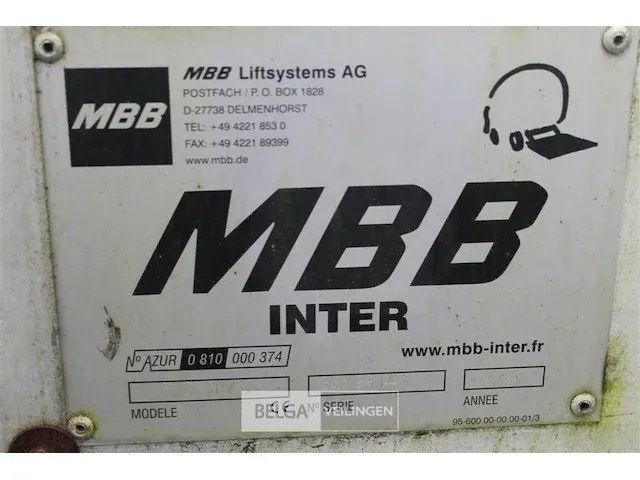 MBB
MBB Liftsystems AG
POSTFACH / P. O. BOX 1828
D-27738 DELMENHORST
TEL: +49 4221 853 0
FAX: +49 4221 89399
www.mbb.de
MBB
INTER
N° AZUR 0 810 000 374
www.mbb-inter.fr
MODELE
CE
N° SERIE
ANNEE
BELGA VEILINGEN
95-600.00-00.00-01/3